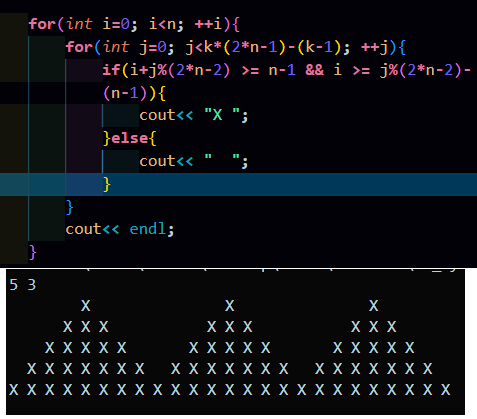 for(int i=0; i<n; ++i){
for(int j=0; j<k*(2*n-1)-(k-1); ++j){
if(i+j%(2*n-2) >= n-1 && i >= j%(2*n-2)-
(n-1)){
cout<< "X ";
}else{
cout<< "  ";
}
}
cout<< endl;
}
5 3
        X               X               X
      X X X           X X X           X X X
    X X X X X       X X X X X       X X X X X
  X X X X X X X   X X X X X X X   X X X X X X X
X X X X X X X X X X X X X X X X X X X X X X X X X